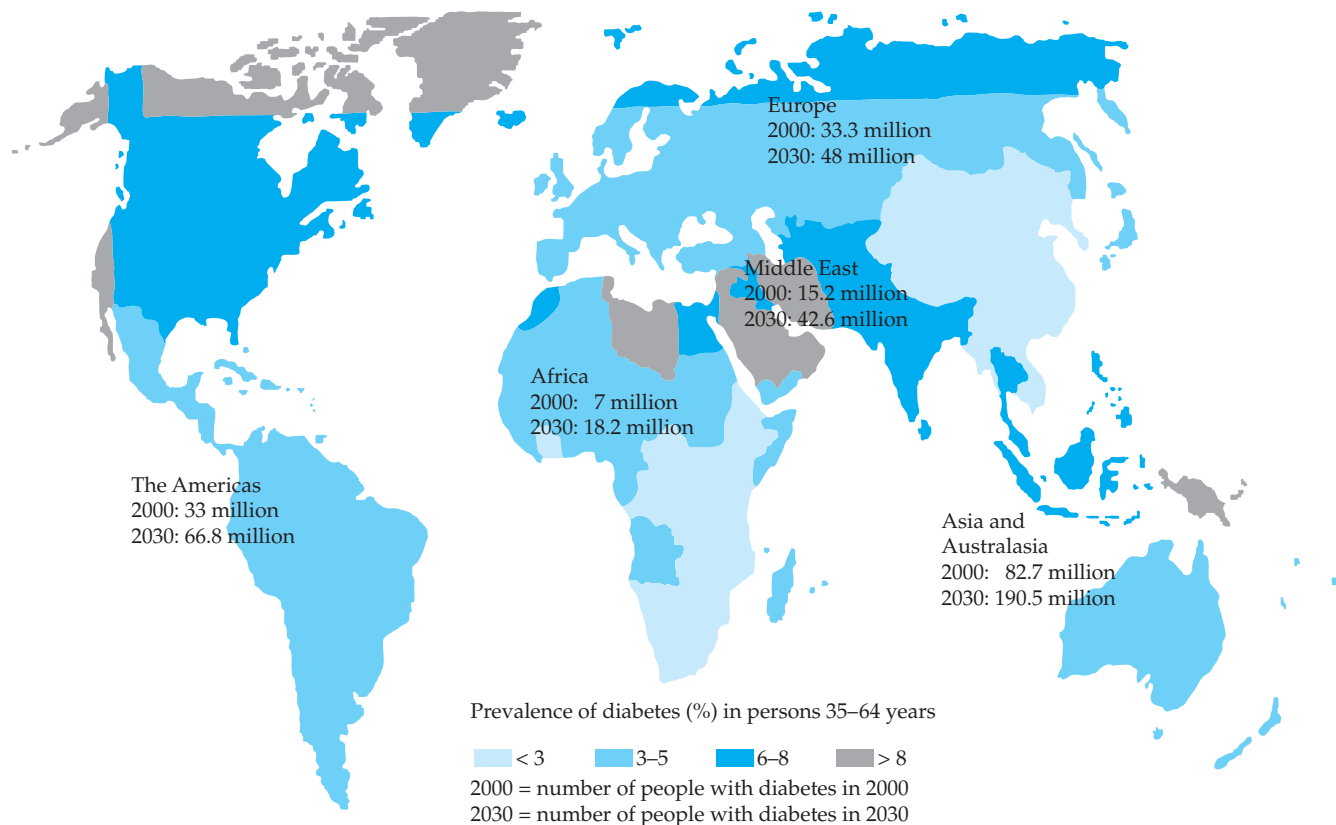 Europe
2000: 33.3 million
2030: 48 million
Middle East
2000: 15.2 million
2030: 42.6 million
Africa
2000: 7 million
2030: 18.2 million
The Americas
2000: 33 million
2030: 66.8 million
Asia and
Australasia
2000: 82.7 million
2030: 190.5 million
Prevalence of diabetes (%) in persons 35–64 years
< 3 3–5 6–8 > 8
2000 = number of people with diabetes in 2000
2030 = number of people with diabetes in 2030